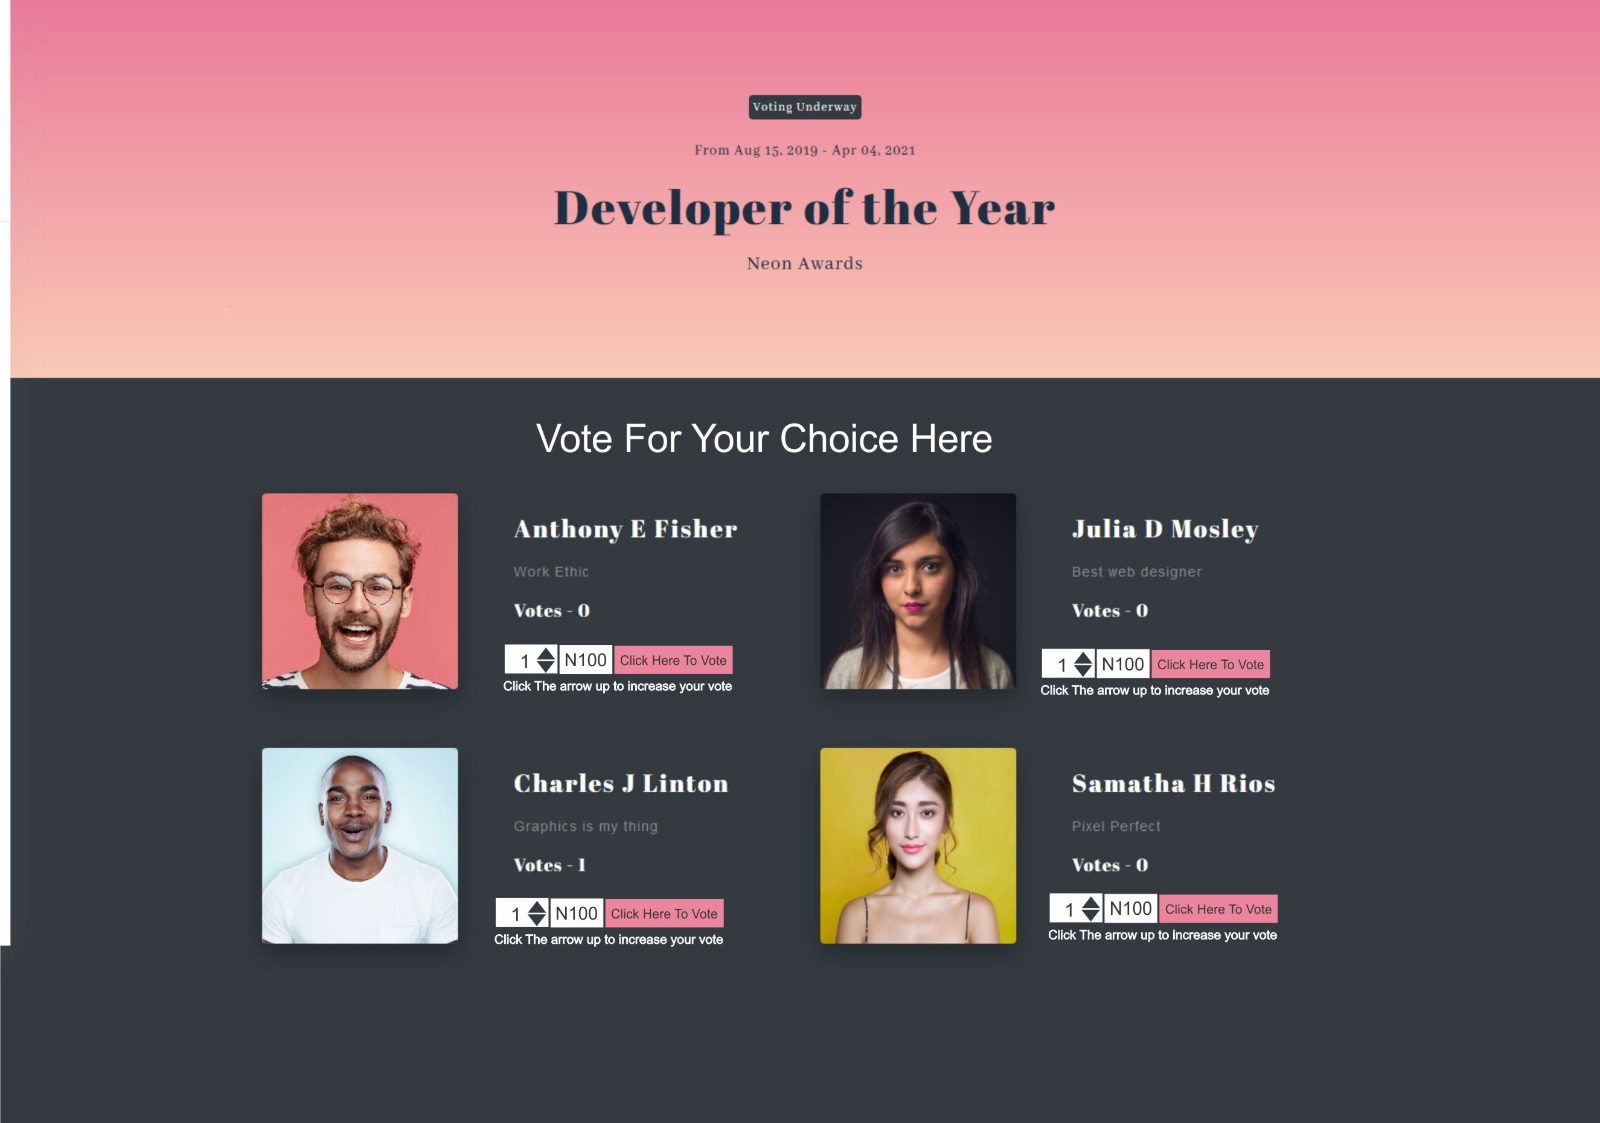 Voting Underway
From Aug 15, 2019 - Apr 04, 2021
Developer of the Year
Neon Awards
Vote For Your Choice Here
Anthony E Fisher
Work Ethic
Votes - 0
1 N100 Click Here To Vote
Click The arrow up to increase your vote
Julia D Mosley
Best web designer
Votes - 0
1 N100 Click Here To Vote
Click The arrow up to increase your vote
Charles J Linton
Graphics is my thing
Votes - 1
1 N100 Click Here To Vote
Click The arrow up to increase your vote
Samatha H Rios
Pixel Perfect
Votes - 0
1 N100 Click Here To Vote
Click The arrow up to increase your vote